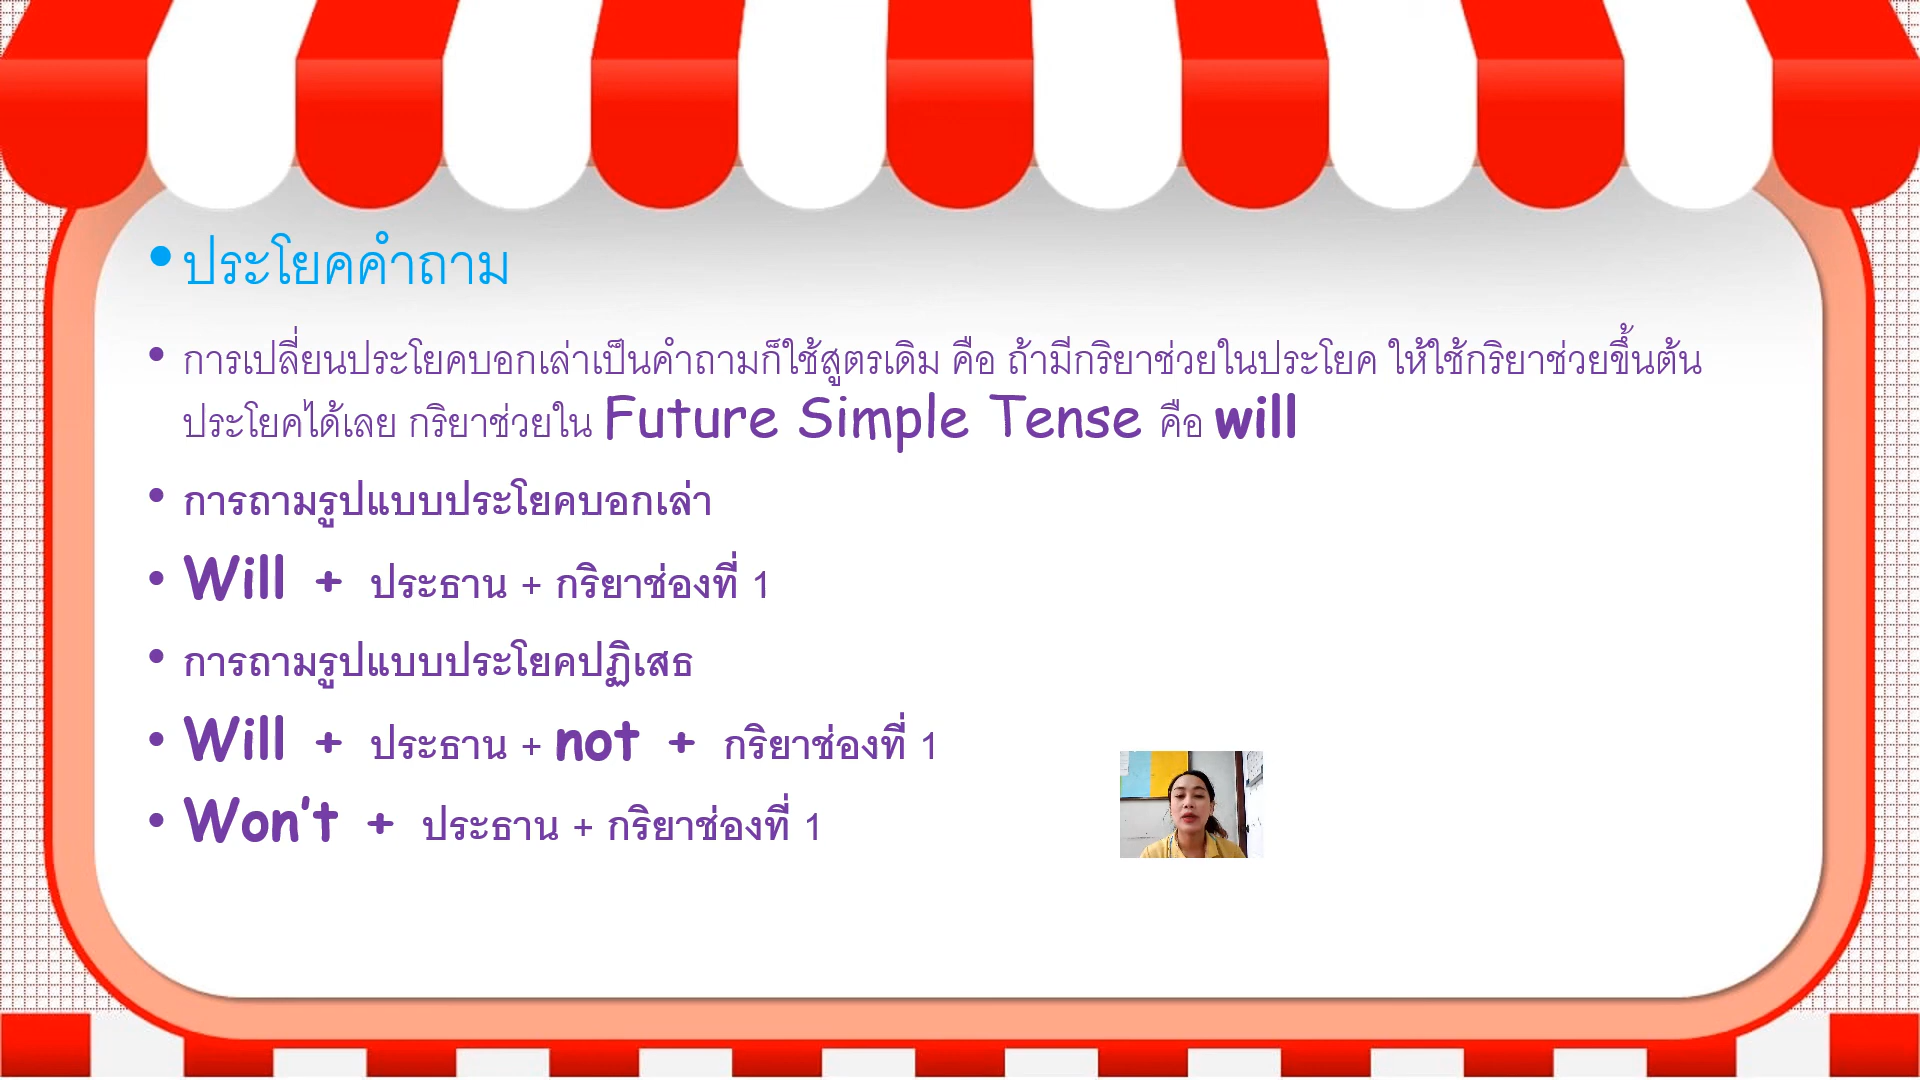 •ประโยคคำถาม
• การเปลี่ยนประโยคบอกเล่าเป็นคำถามก็ใช้สูตรเดิม คือ ถ้ามีกริยาช่วยในประโยค ให้ใช้กริยาช่วยขึ้นต้น
ประโยคได้เลย กริยาช่วยใน Future Simple Tense คือ will
• การถามรูปแบบประโยคบอกเล่า
• Will + ประธาน + กริยาช่องที่ 1
• การถามรูปแบบประโยคปฏิเสธ
• Will + ประธาน + not + กริยาช่องที่ 1
• Won't + ประธาน + กริยาช่องที่ 1